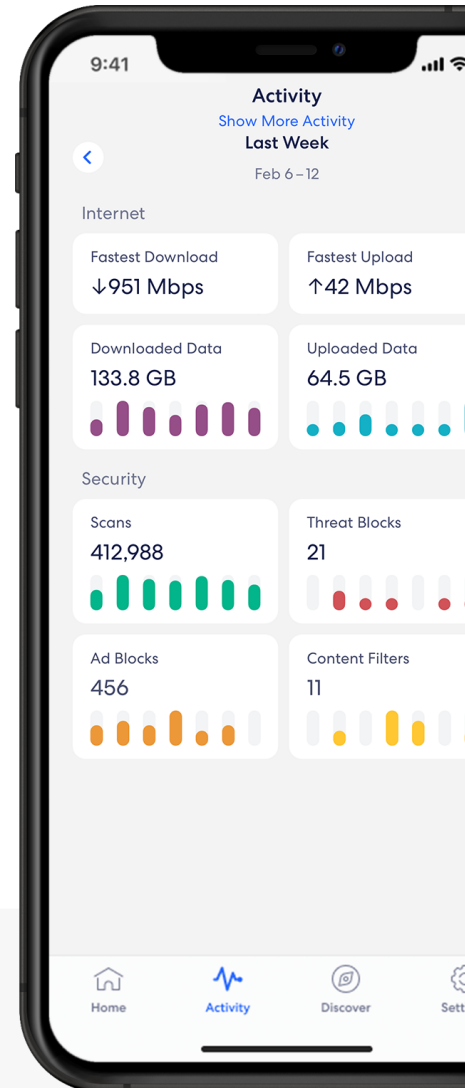 9:41
Activity
Show More Activity
Last Week
Feb 6–12
Internet
Fastest Download
↓951 Mbps
Fastest Upload
↑42 Mbps
Downloaded Data
133.8 GB
Uploaded Data
64.5 GB
Security
Scans
412,988
Threat Blocks
21
Ad Blocks
456
Content Filters
11
Home
Activity
Discover
Sett